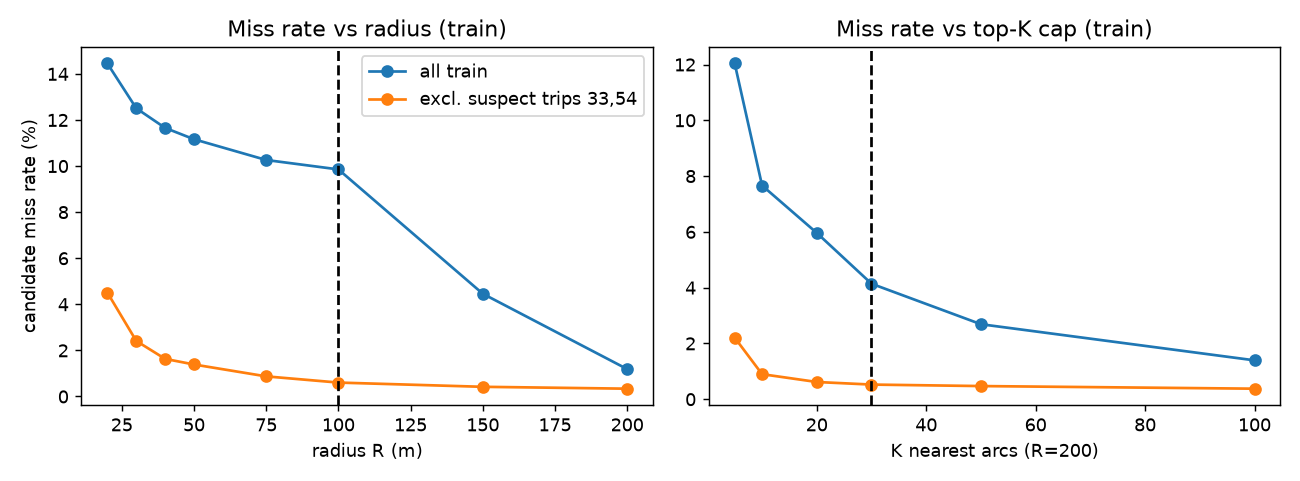 Miss rate vs radius (train)
candidate miss rate (%)
14
12
10
8
6
4
2
0
all train
excl. suspect trips 33,54
25 50 75 100 125 150 175 200
radius R (m)
Miss rate vs top-K cap (train)
12
10
8
6
4
2
0
20 40 60 80 100
K nearest arcs (R=200)